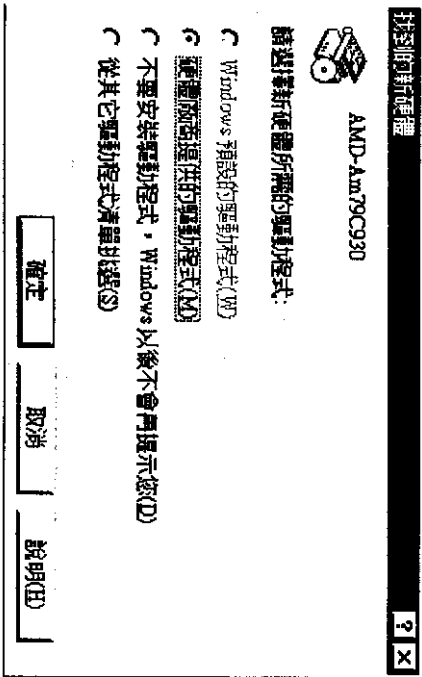 找到的新硬體
AMD-Am79C930
請選擇新硬體所需的驅動程式:
Windows 預設的驅動程式(W)
硬體廠商提供的驅動程式(M)
不要安裝驅動程式，Windows 以後不會再提示您(D)
從其它驅動程式清單挑選(S)
確定
取消
說明(H)